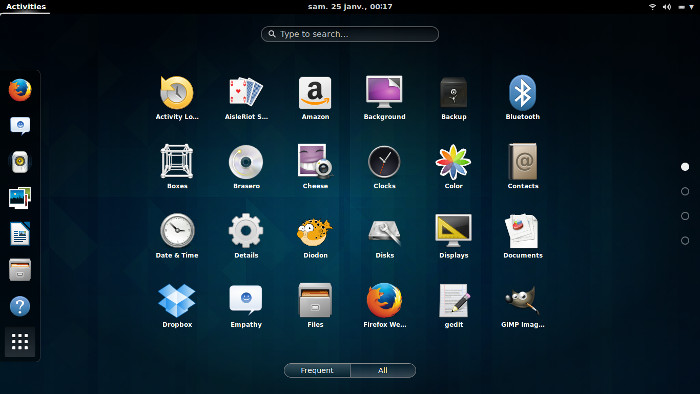 Activities
sam. 25 janv., 00:17
Type to search...
Activity Lo...
AisleRiot S...
Amazon
Background
Backup
Bluetooth
Boxes
Brasero
Cheese
Clocks
Color
Contacts
Date & Time
Details
Diodon
Disks
Displays
Documents
Dropbox
Empathy
Files
Firefox We...
gedit
GIMP Imag...
Frequent
All